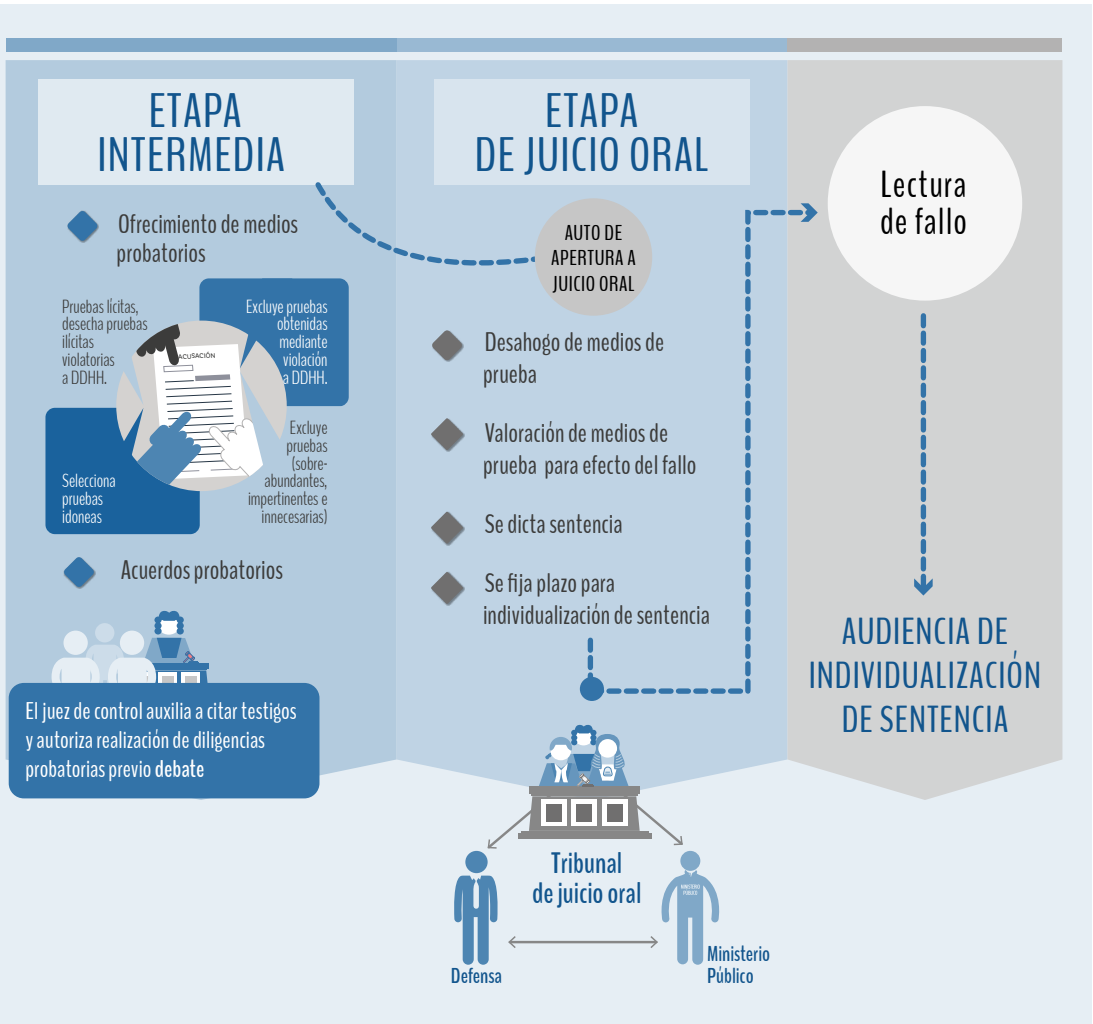 ETAPA
INTERMEDIA
Ofrecimiento de medios
probatorios
Pruebas lícitas,
desecha pruebas
ilícitas
violatorias
a DDHH.
Excluye pruebas
obtenidas
mediante
violación
a DDHH.
ACUSACIÓN
Selecciona
pruebas
idoneas
Excluye
pruebas
(sobre-
abundantes,
impertinentes e
innecesarias)
Acuerdos probatorios
El juez de control auxilia a citar testigos
y autoriza realización de diligencias
probatorias previo debate
ETAPA
DE JUICIO ORAL
AUTO DE
APERTURA A
JUICIO ORAL
Desahogo de medios de
prueba
Valoración de medios de
prueba para efecto del fallo
Se dicta sentencia
Se fija plazo para
individualización de sentencia
Tribunal
de juicio oral
Defensa
MINISTERIO
PÚBLICO
Ministerio
Público
Lectura
de fallo
AUDIENCIA DE
INDIVIDUALIZACIÓN
DE SENTENCIA